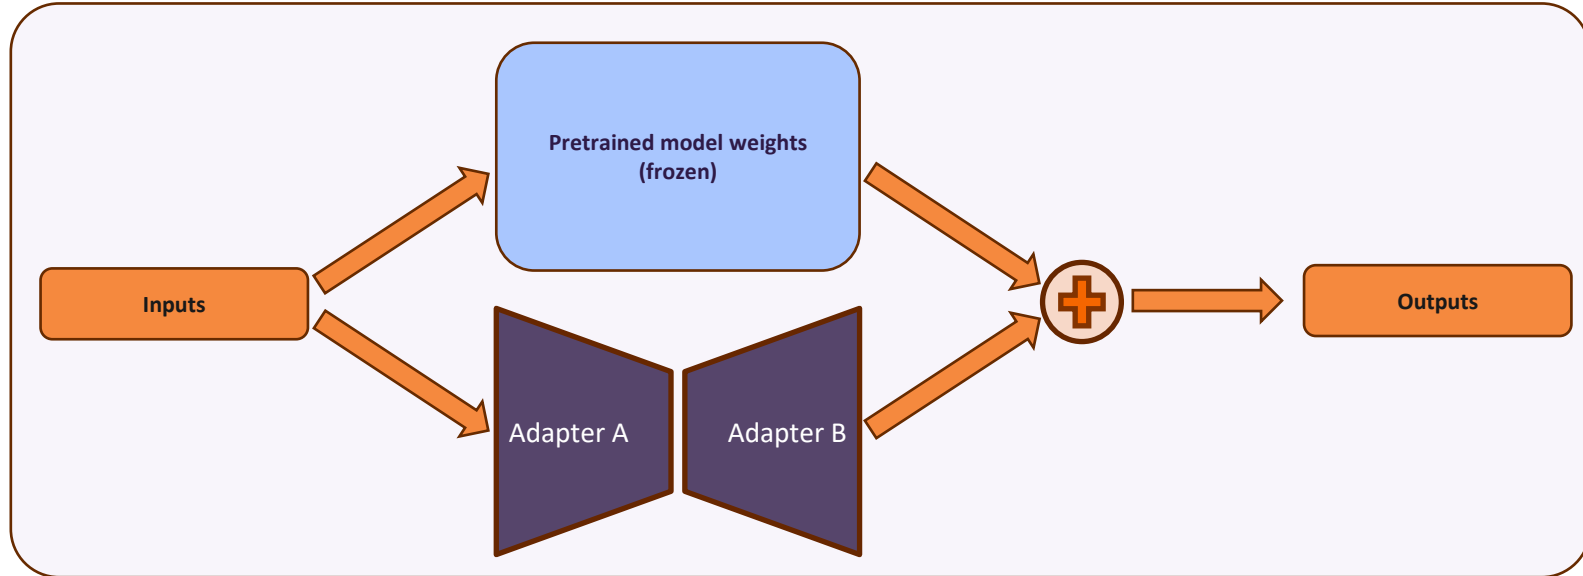 Pretrained model weights
(frozen)
Inputs
Outputs
Adapter A
Adapter B